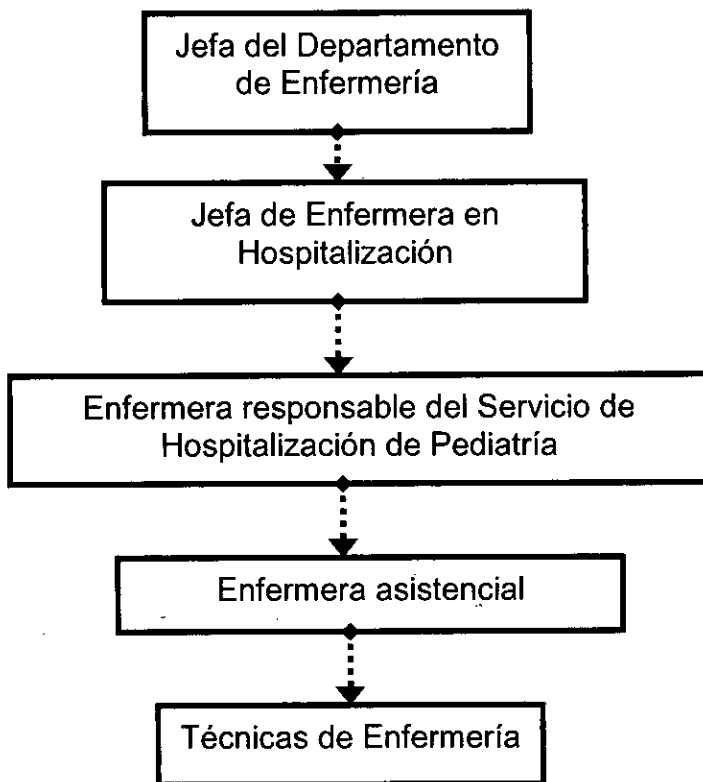 Jefa del Departamento
de Enfermería
Jefa de Enfermera en
Hospitalización
Enfermera responsable del Servicio de
Hospitalización de Pediatría
Enfermera asistencial
Técnicas de Enfermería